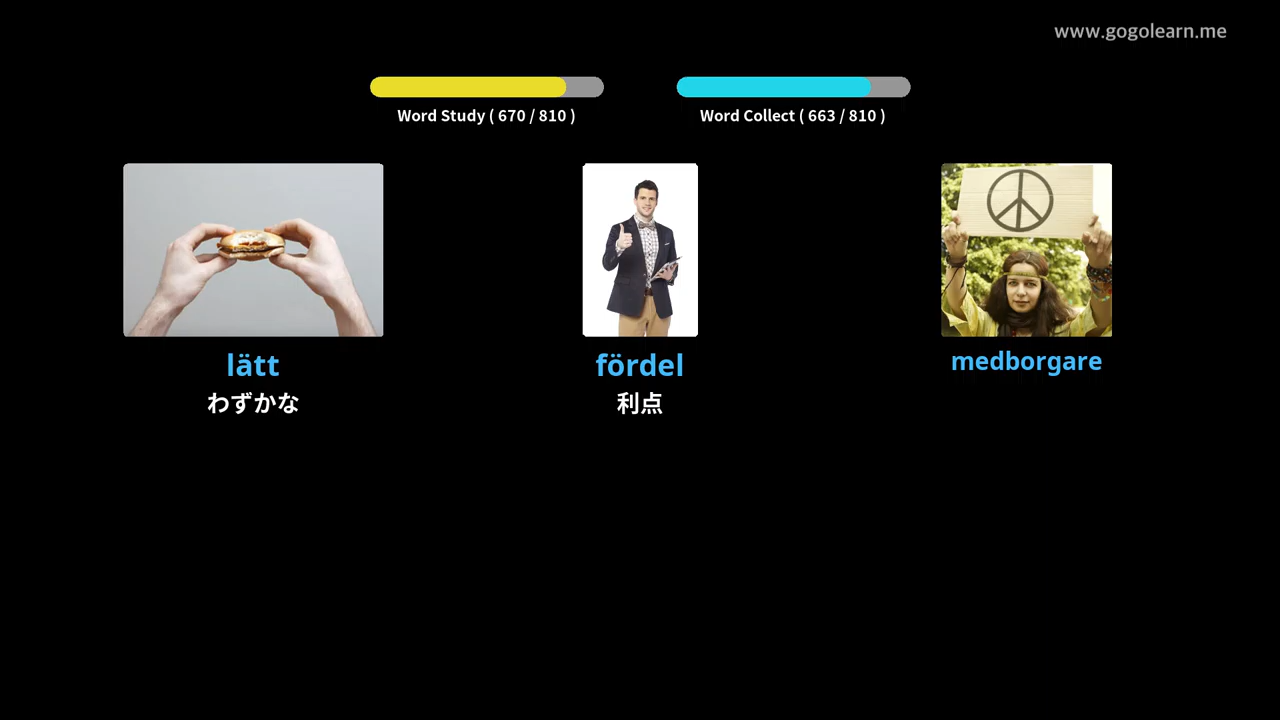 www.gogolearn.me
Word Study ( 670 / 810 )
Word Collect ( 663 / 810 )
lätt
わずかな
fördel
利点
medborgare